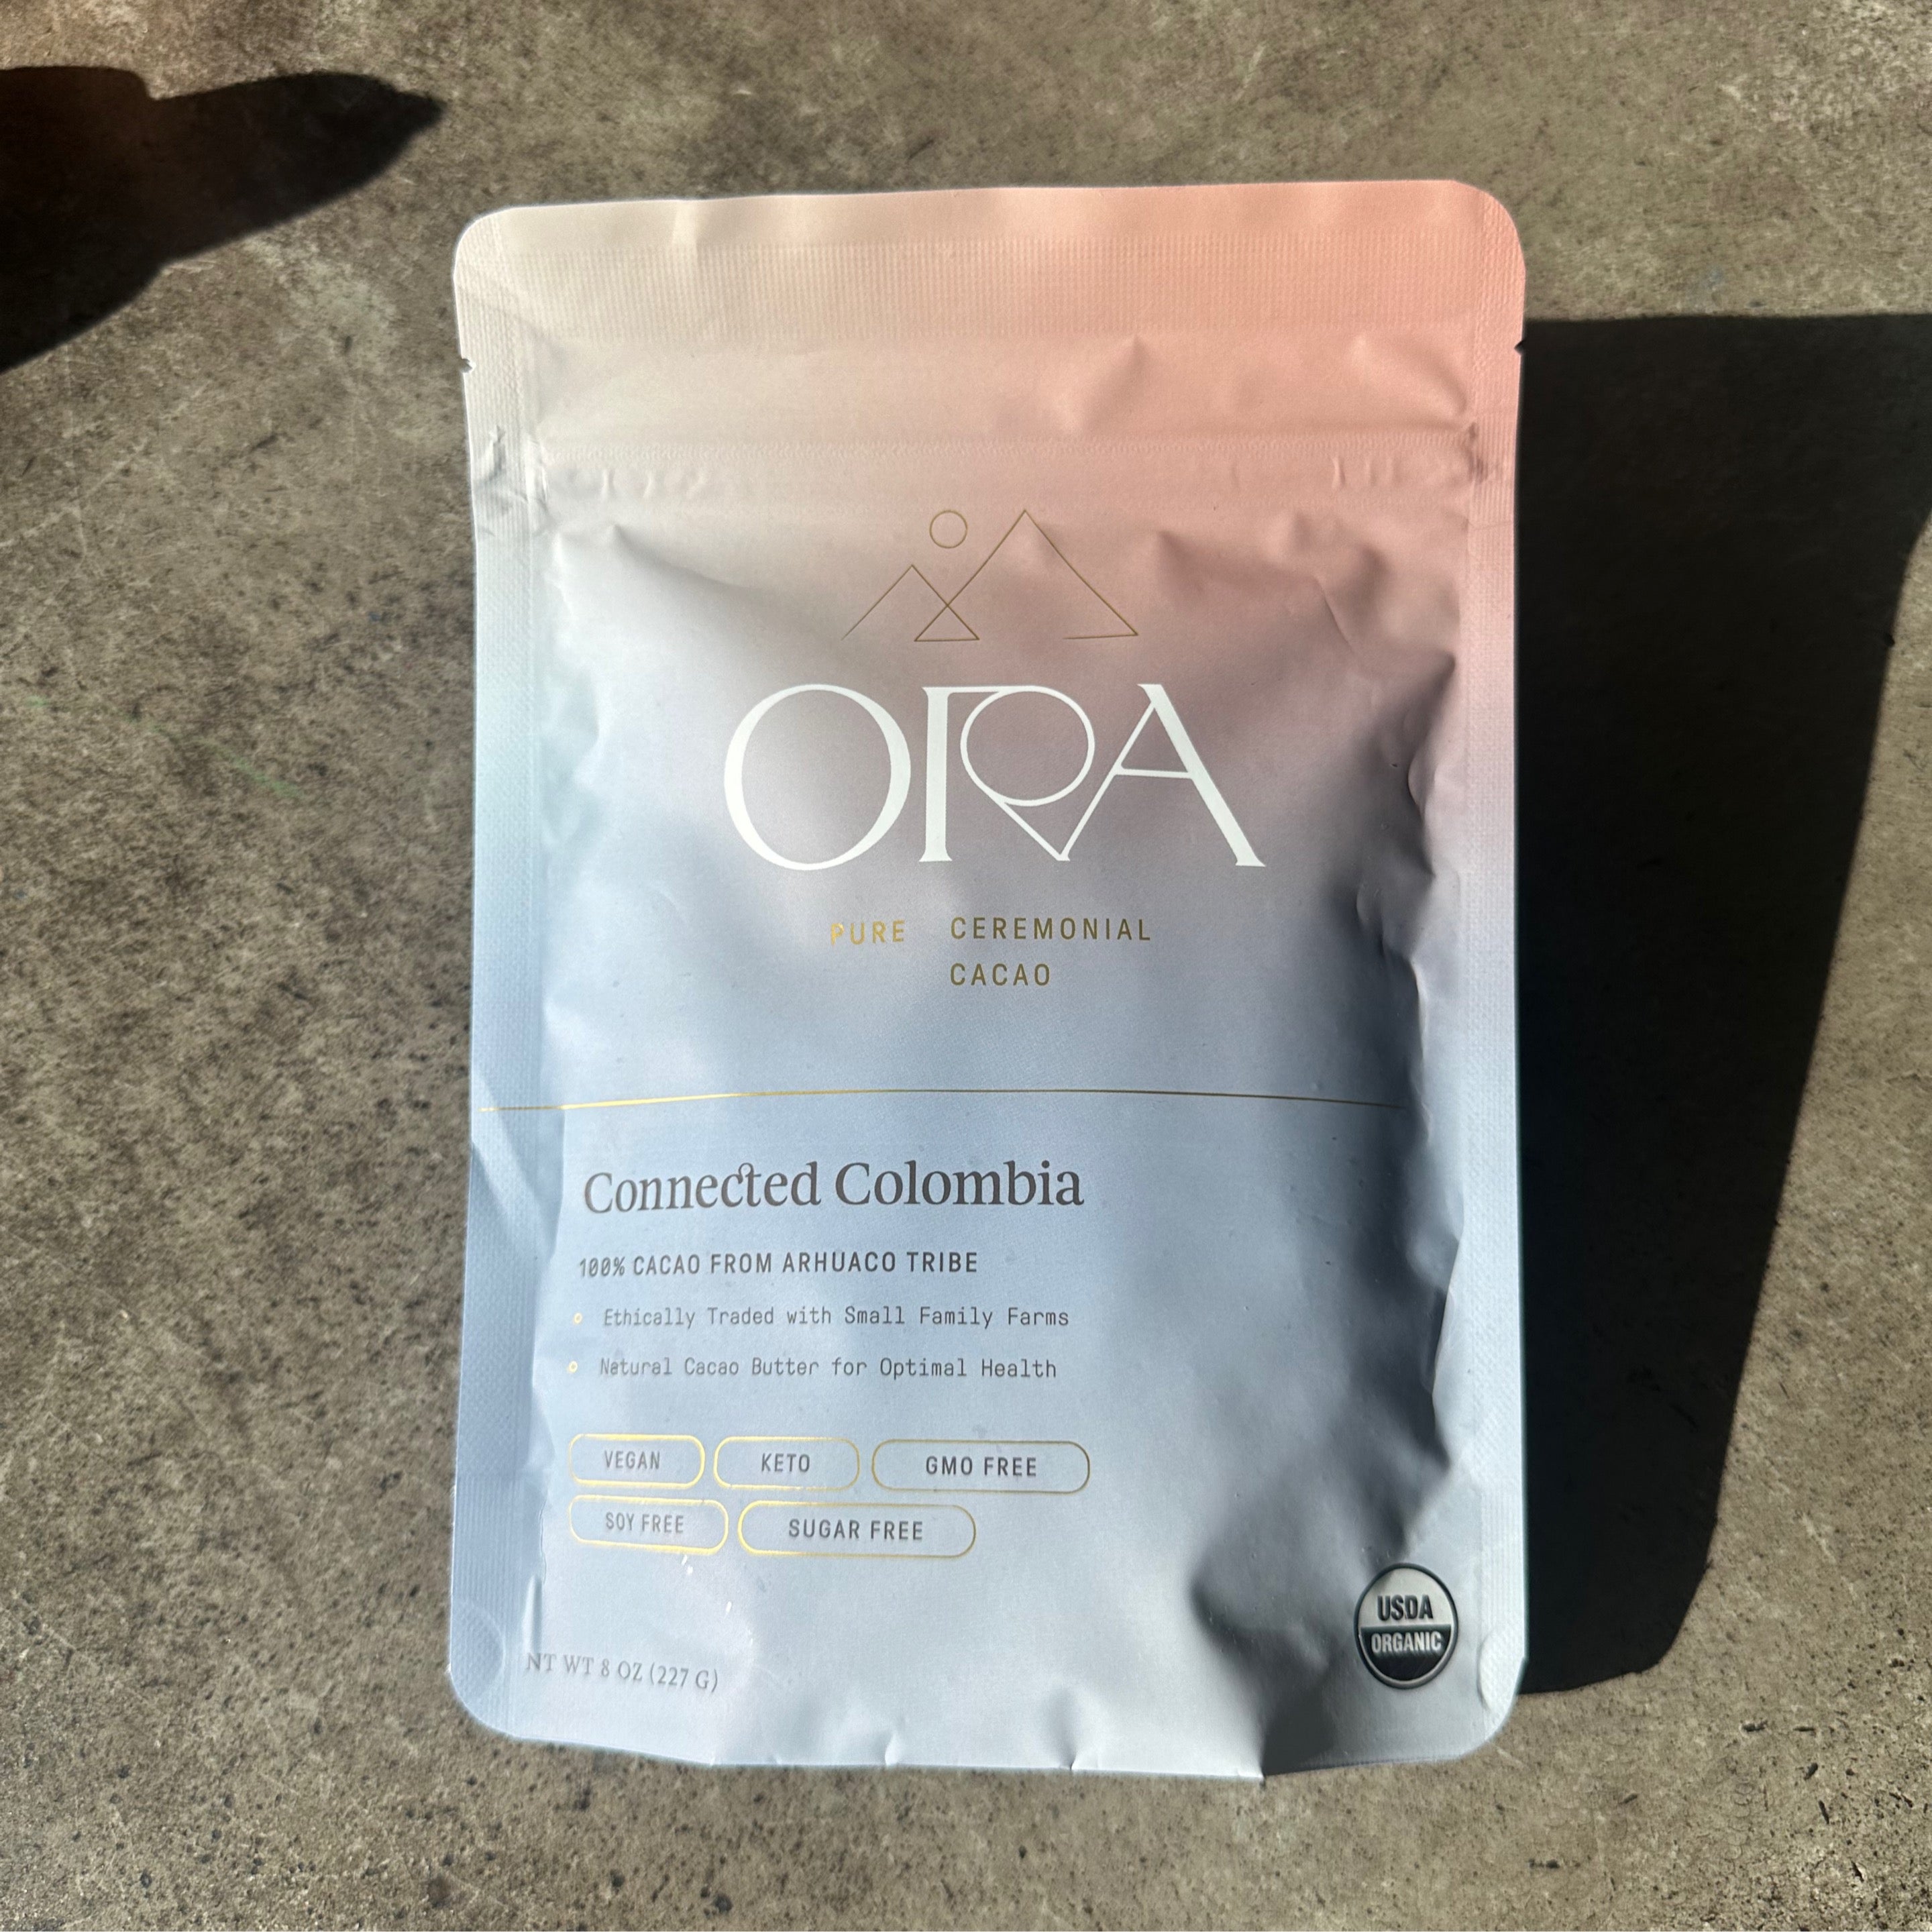 ORA
PURE CEREMONIAL
CACAO
Connected Colombia
100% CACAO FROM ARHUACO TRIBE
Ethically Traded with Small Family Farms
Natural Cacao Butter for Optimal Health
VEGAN KETO GMO FREE
SOY FREE SUGAR FREE
USDA
ORGANIC
NT WT 8 OZ (227 G)